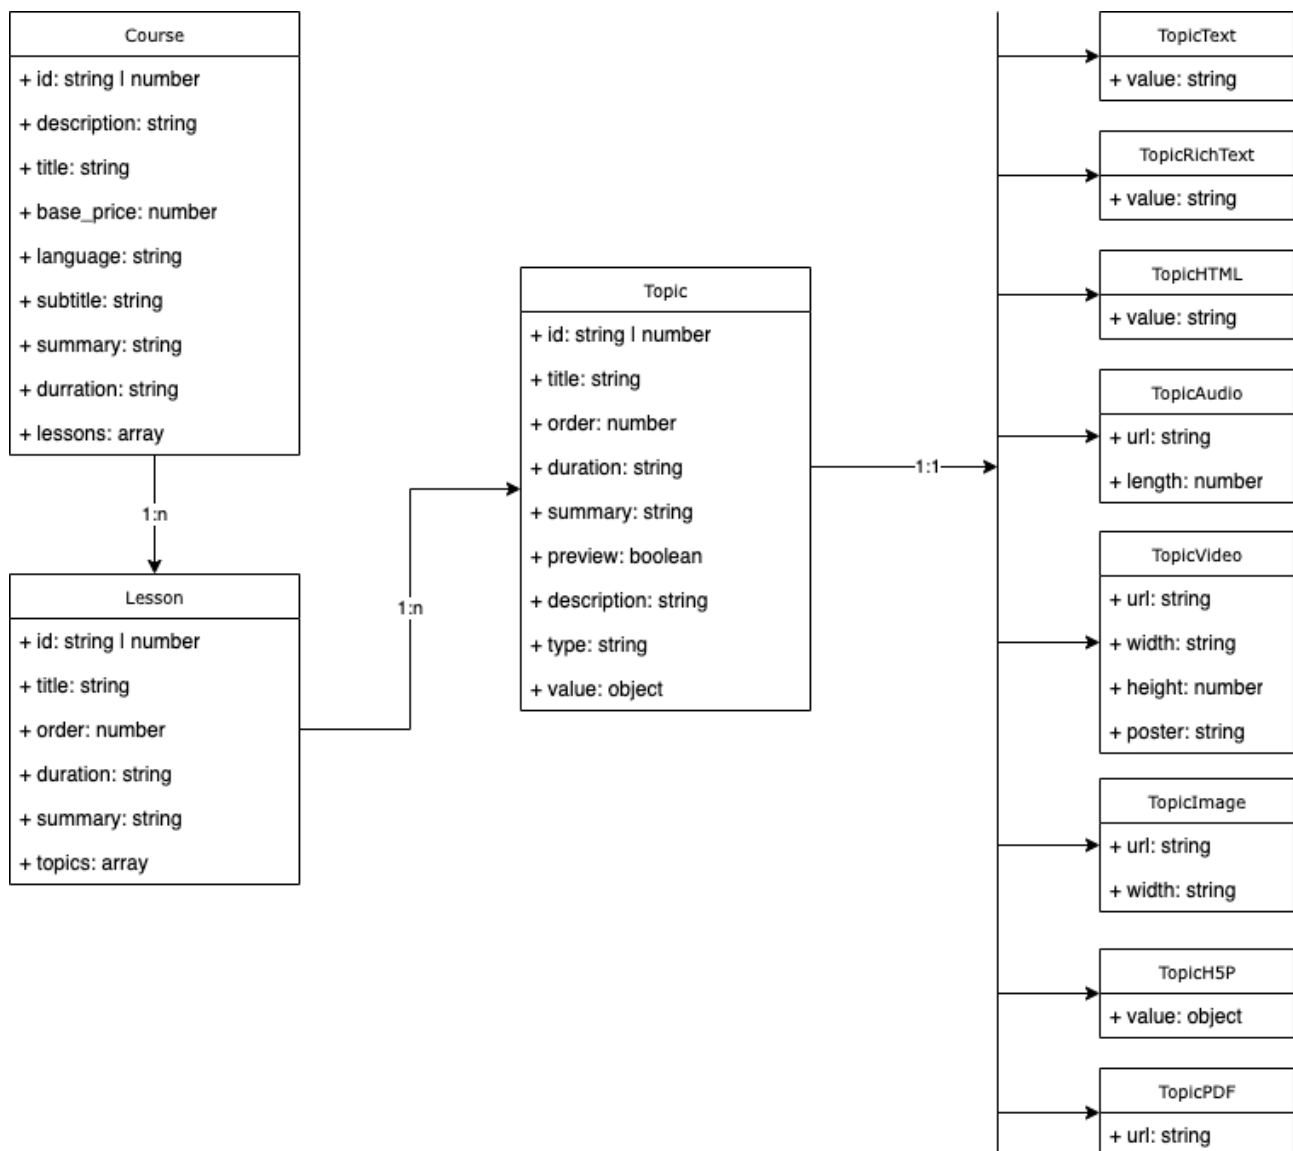 Course
+ id: string | number
+ description: string
+ title: string
+ base_price: number
+ language: string
+ subtitle: string
+ summary: string
+ durration: string
+ lessons: array
1:n
Lesson
+ id: string | number
+ title: string
+ order: number
+ duration: string
+ summary: string
+ topics: array
1:n
Topic
+ id: string | number
+ title: string
+ order: number
+ duration: string
+ summary: string
+ preview: boolean
+ description: string
+ type: string
+ value: object
1:1
TopicText
+ value: string
TopicRichText
+ value: string
TopicHTML
+ value: string
TopicAudio
+ url: string
+ length: number
TopicVideo
+ url: string
+ width: string
+ height: number
+ poster: string
TopicImage
+ url: string
+ width: string
TopicH5P
+ value: object
TopicPDF
+ url: string